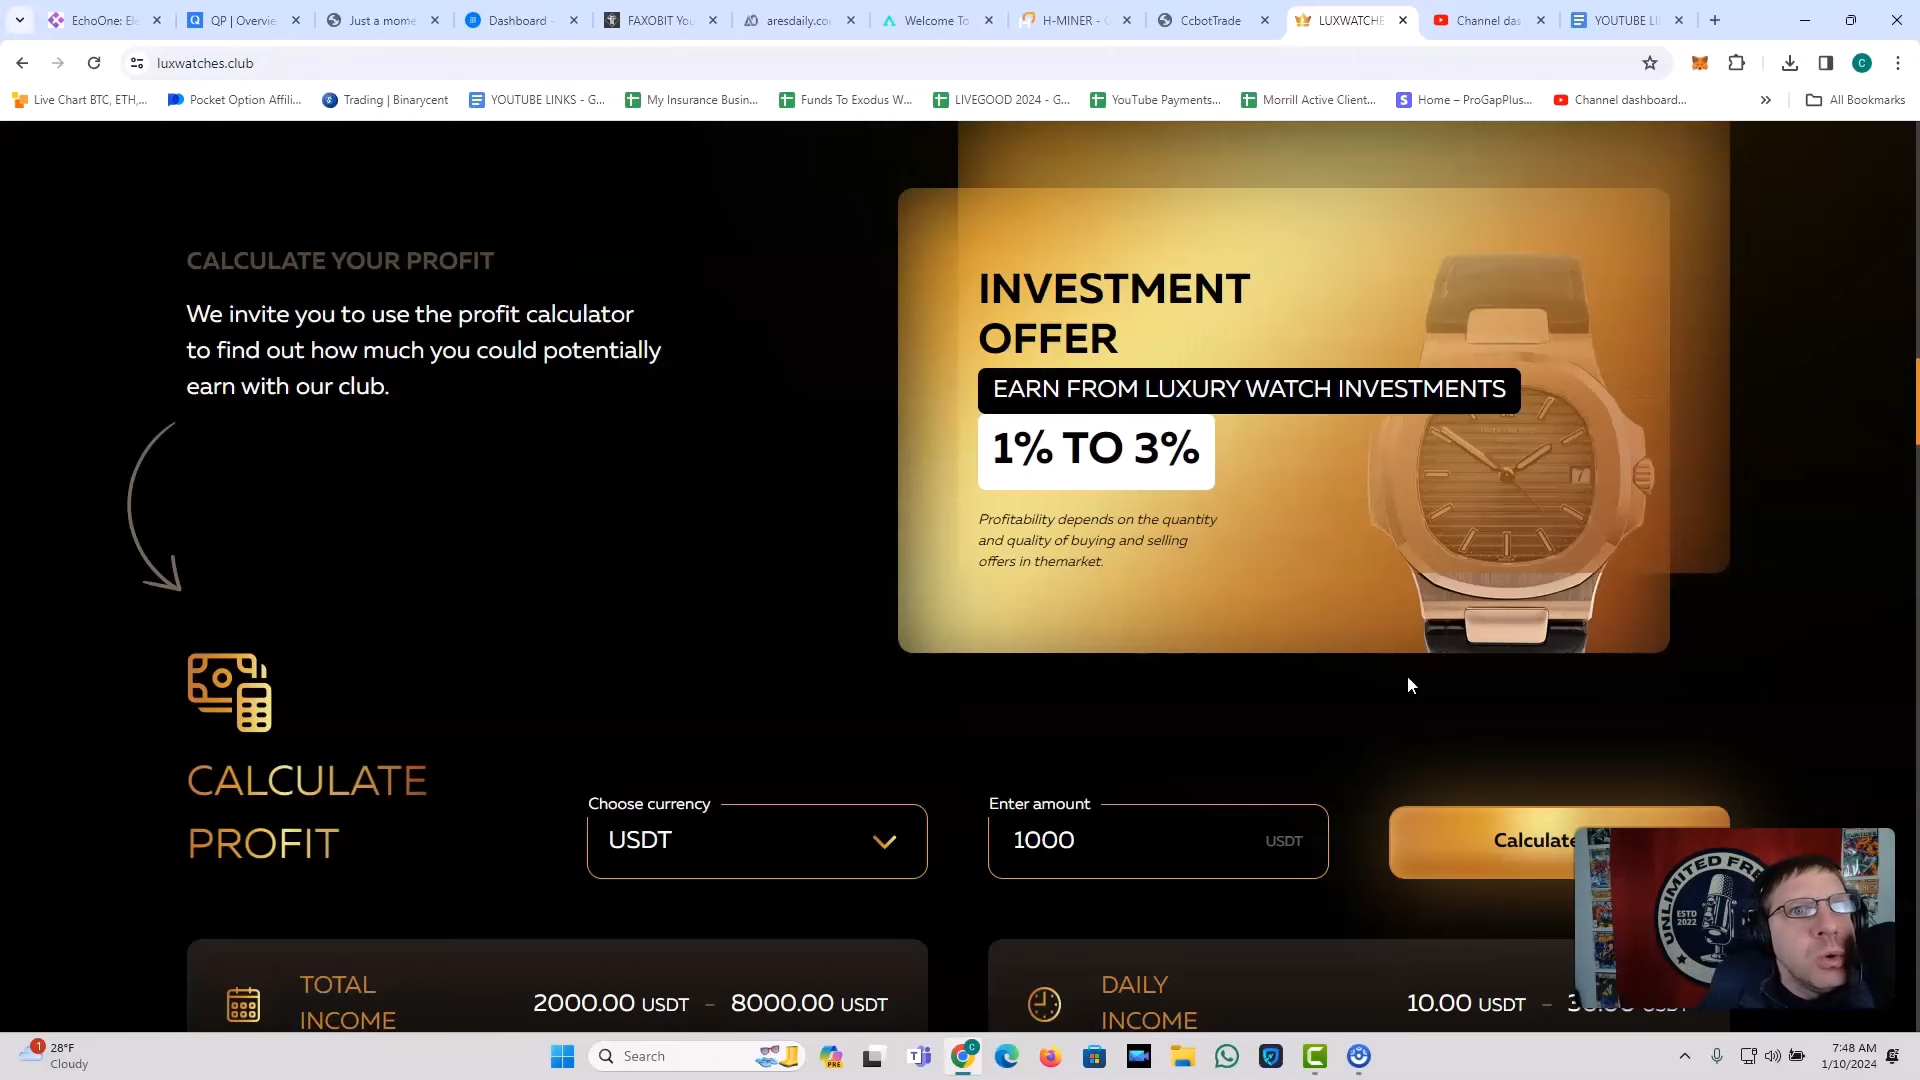 EchoOne: Ele
QP | Overvie
Just a mome
Dashboard -
FAXOBIT You
aresdaily.co
Welcome To
H-MINER - C
CcbotTrade
LUXWATCHE
Channel das
YOUTUBE LI
luxwatches.club
Live Chart BTC, ETH,...
Pocket Option Affili...
Trading | Binarycent
YOUTUBE LINKS - G...
My Insurance Busin...
Funds To Exodus W...
LIVEGOOD 2024 - G...
YouTube Payments...
Morrill Active Client...
Home – ProGapPlus...
Channel dashboard...
All Bookmarks
CALCULATE YOUR PROFIT
We invite you to use the profit calculator
to find out how much you could potentially
earn with our club.
INVESTMENT
OFFER
EARN FROM LUXURY WATCH INVESTMENTS
1% TO 3%
Profitability depends on the quantity
and quality of buying and selling
offers in themarket.
CALCULATE
PROFIT
Choose currency
USDT
Enter amount
1000 USDT
Calculate
UNLIMITED FR
ESTD
2022
TOTAL
INCOME
2000.00 USDT – 8000.00 USDT
DAILY
INCOME
10.00 USDT –
28°F
Cloudy
Search
PRE
7:48 AM
1/10/2024